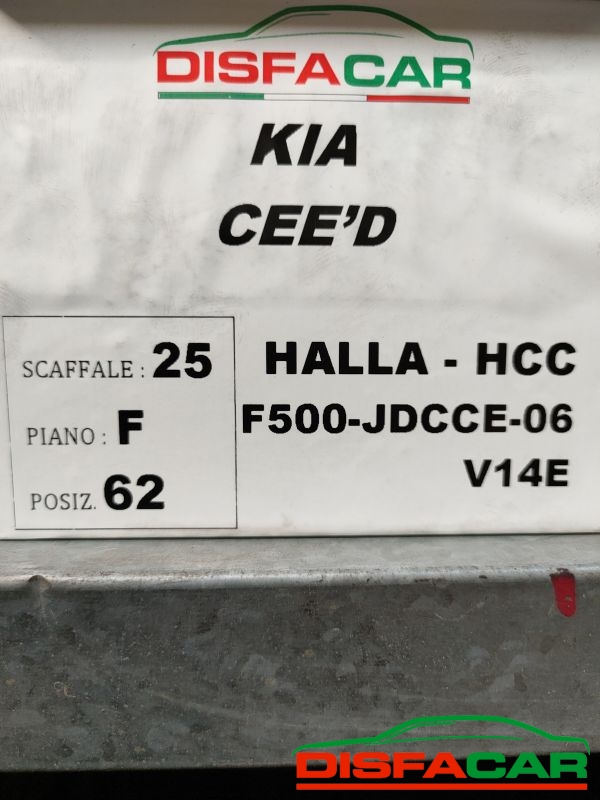 DISFACAR
KIA
CEE'D
SCAFFALE : 25
PIANO : F
POSIZ. 62
HALLA - HCC
F500-JDCCE-06
V14E
DISFACAR